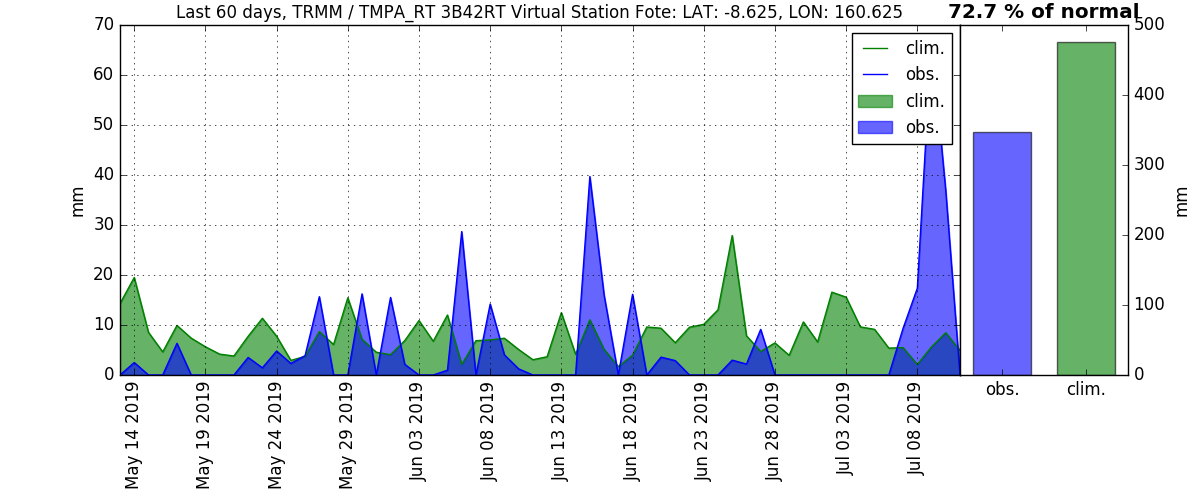 Last 60 days, TRMM / TMPA_RT 3B42RT Virtual Station Fote: LAT: -8.625, LON: 160.625
72.7 % of normal
70
60
50
40
30
20
10
0
mm
clim.
obs.
clim.
obs.
500
400
300
200
100
0
mm
obs.
clim.
May 14 2019
May 19 2019
May 24 2019
May 29 2019
Jun 03 2019
Jun 08 2019
Jun 13 2019
Jun 18 2019
Jun 23 2019
Jun 28 2019
Jul 03 2019
Jul 08 2019